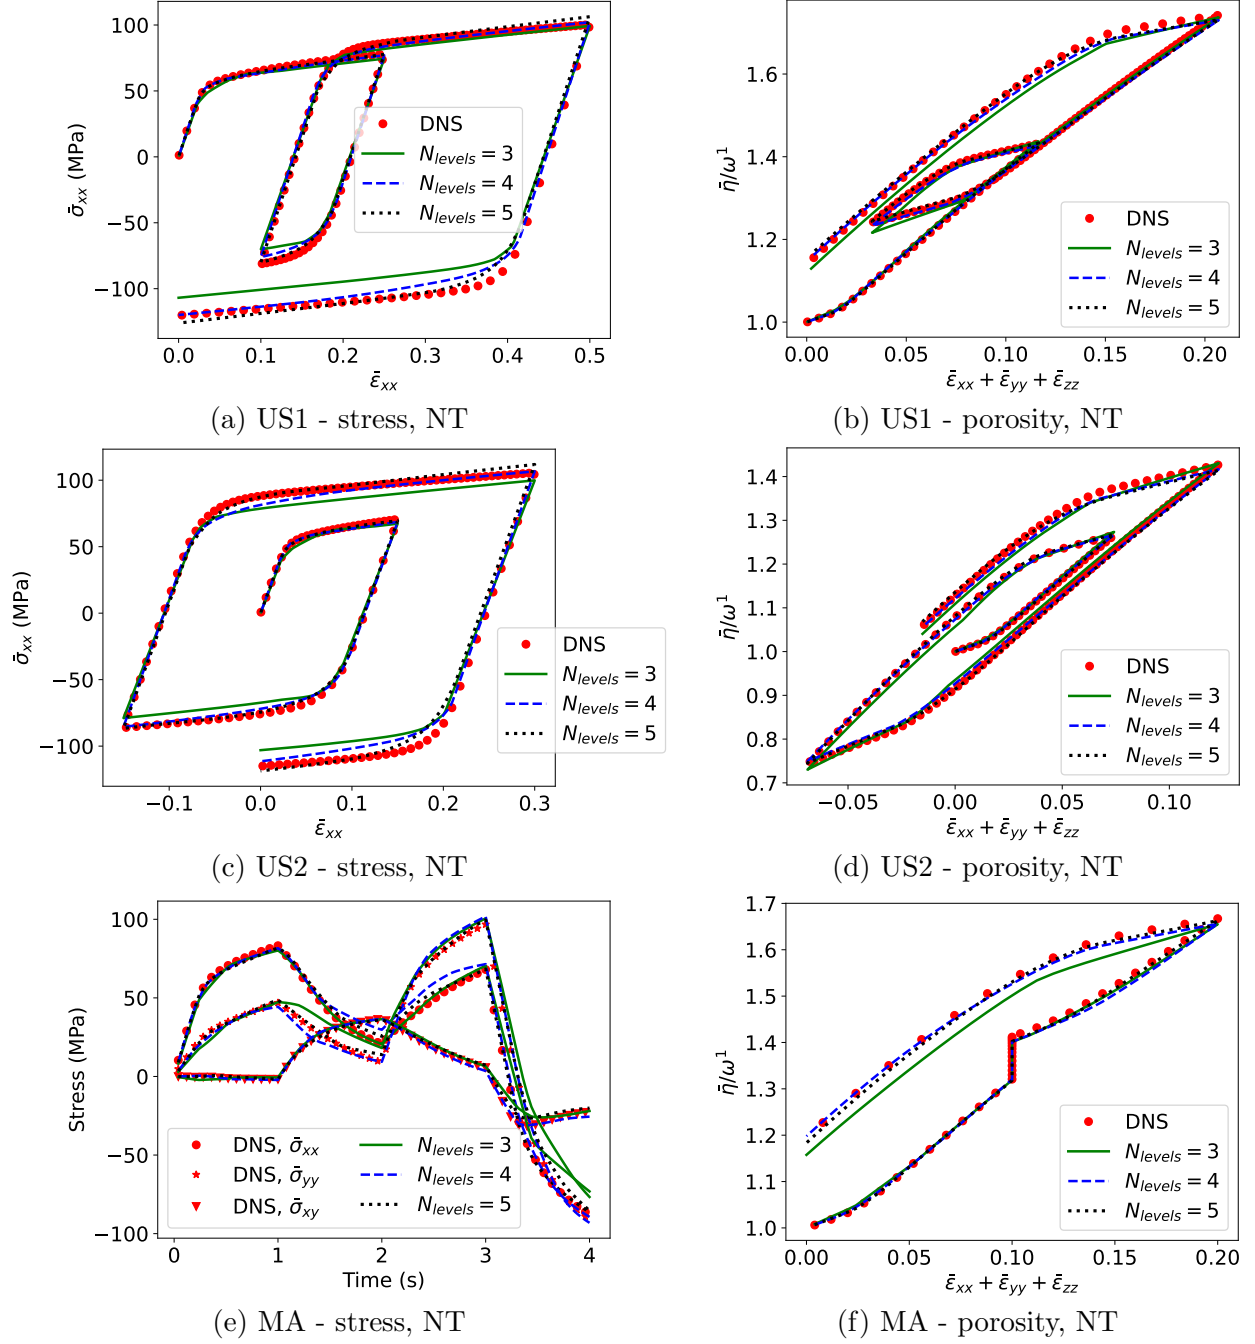 100
50
0
−50
−100
σ̄xx (MPa)
0.0 0.1 0.2 0.3 0.4 0.5
ε̄xx
DNS
Nlevels = 3
Nlevels = 4
Nlevels = 5
(a) US1 - stress, NT
1.6
1.4
1.2
1.0
η̄/ω¹
0.00 0.05 0.10 0.15 0.20
ε̄xx + ε̄yy + ε̄zz
DNS
Nlevels = 3
Nlevels = 4
Nlevels = 5
(b) US1 - porosity, NT
100
50
0
−50
−100
σ̄xx (MPa)
−0.1 0.0 0.1 0.2 0.3
ε̄xx
DNS
Nlevels = 3
Nlevels = 4
Nlevels = 5
(c) US2 - stress, NT
1.4
1.3
1.2
1.1
1.0
0.9
0.8
0.7
η̄/ω¹
−0.05 0.00 0.05 0.10
ε̄xx + ε̄yy + ε̄zz
DNS
Nlevels = 3
Nlevels = 4
Nlevels = 5
(d) US2 - porosity, NT
100
50
0
−50
−100
Stress (MPa)
0 1 2 3 4
Time (s)
DNS, σ̄xx
DNS, σ̄yy
DNS, σ̄xy
Nlevels = 3
Nlevels = 4
Nlevels = 5
(e) MA - stress, NT
1.7
1.6
1.5
1.4
1.3
1.2
1.1
1.0
η̄/ω¹
0.00 0.05 0.10 0.15 0.20
ε̄xx + ε̄yy + ε̄zz
DNS
Nlevels = 3
Nlevels = 4
Nlevels = 5
(f) MA - porosity, NT